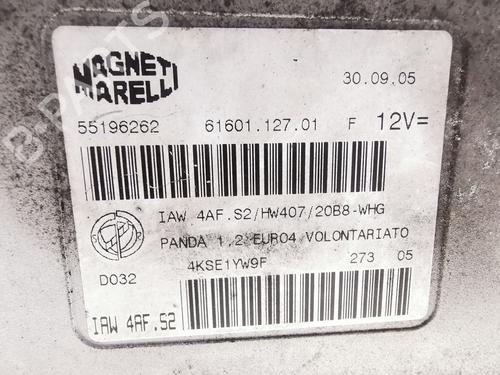 MAGNETI
MARELLI
30.09.05
55196262 61601.127.01 F 12V=
IAW 4AF.S2/HW407/20B8-WHG
PANDA 1.2 EURO4 VOLONTARIATO
4KSE1YW9F 273 05
D032
IAW 4AF.S2